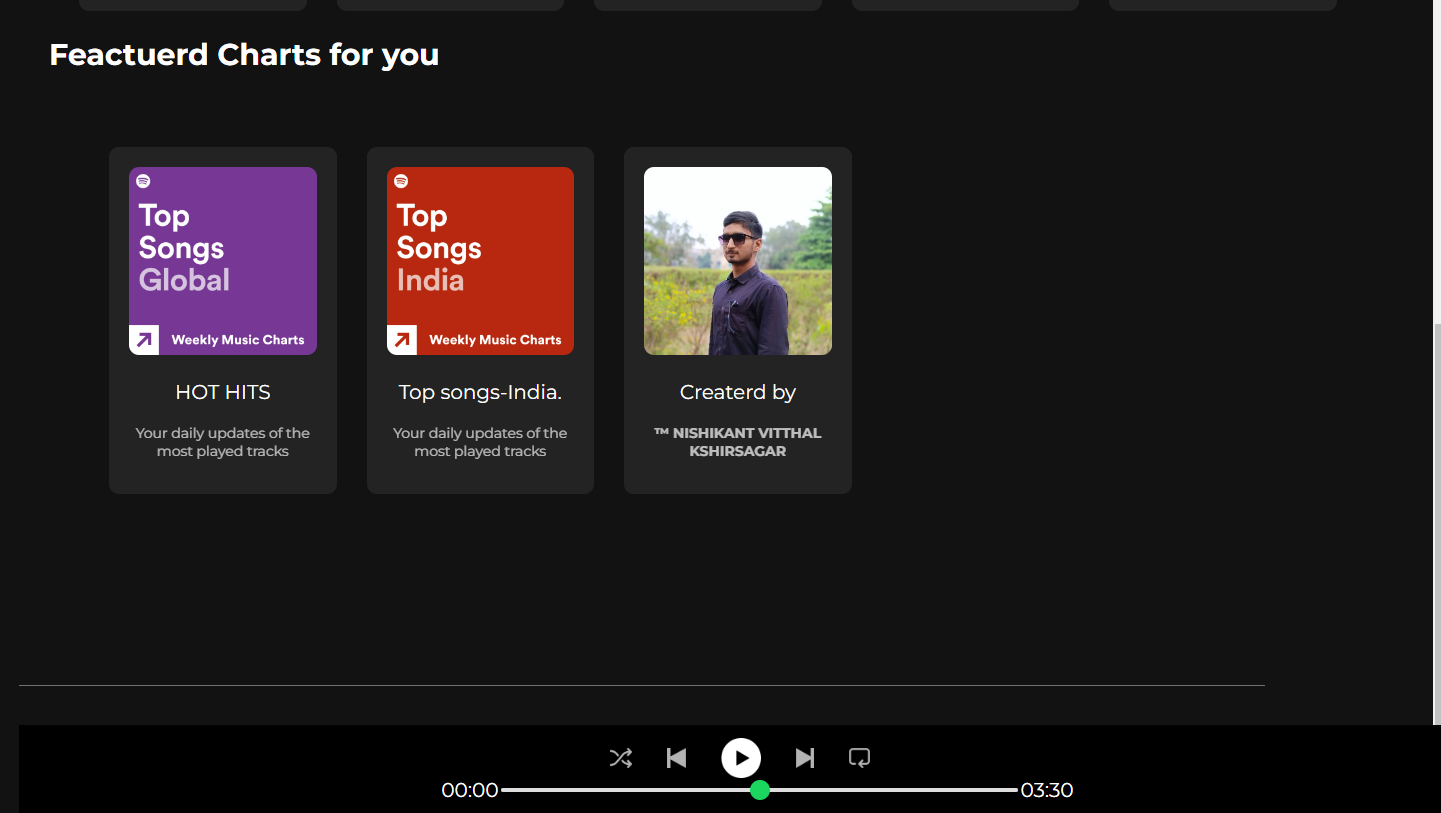 Feactuerd Charts for you
Top
Songs
Global
Weekly Music Charts
Top
Songs
India
Weekly Music Charts
HOT HITS
Your daily updates of the
most played tracks
Top songs-India.
Your daily updates of the
most played tracks
Createrd by
™ NISHIKANT VITTHAL
KSHIRSAGAR
00:00
03:30